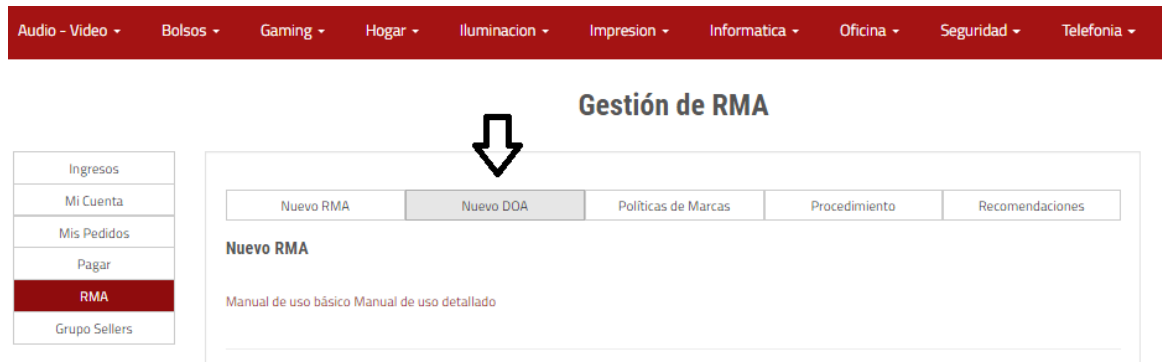 Audio - Video Bolsos Gaming Hogar Iluminacion Impresion Informatica Oficina Seguridad Telefonia
Gestión de RMA
Ingresos
Mi Cuenta
Mis Pedidos
Pagar
RMA
Grupo Sellers
Nuevo RMA Nuevo DOA Políticas de Marcas Procedimiento Recomendaciones
Nuevo RMA
Manual de uso básico Manual de uso detallado